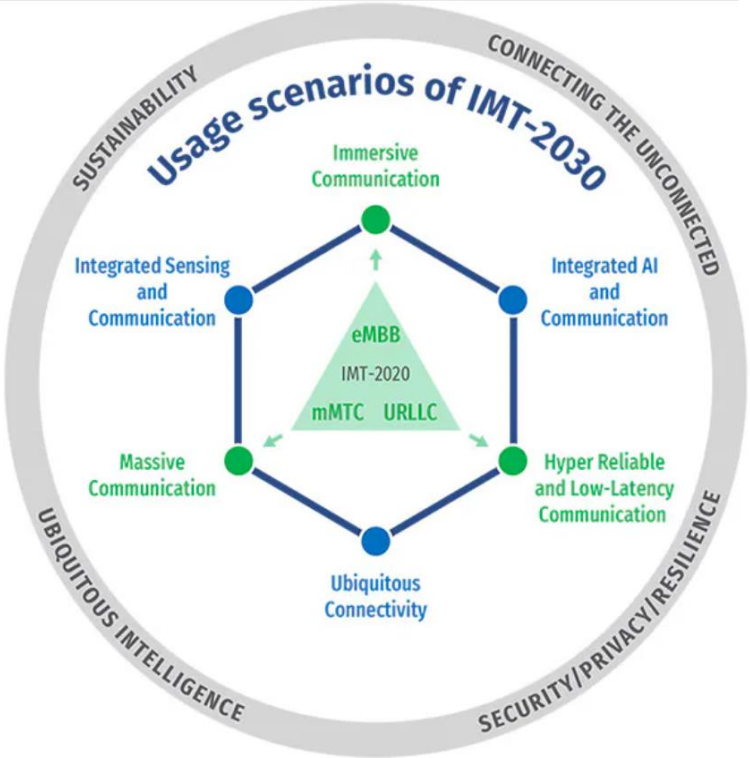 SUSTAINABILITY
CONNECTING THE UNCONNECTED
Usage scenarios of IMT-2030
Immersive
Communication
Integrated Sensing
and
Communication
Integrated AI
and
Communication
eMBB
IMT-2020
mMTC URLLC
Massive
Communication
Hyper Reliable
and Low-Latency
Communication
Ubiquitous
Connectivity
UBIQUITOUS INTELLIGENCE
SECURITY/PRIVACY/RESILIENCE